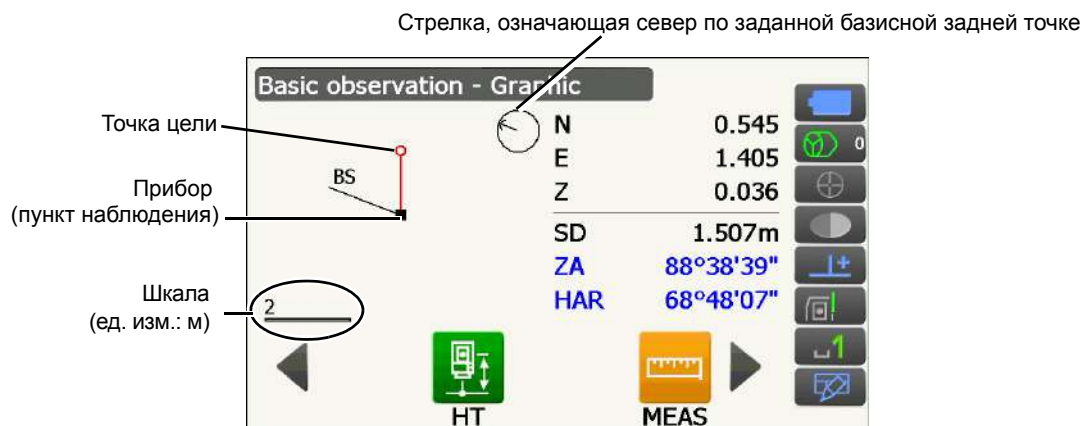 Стрелка, означающая север по заданной базисной задней точке
Basic observation - Graphic
Точка цели
BS
Прибор
(пункт наблюдения)
Шкала
(ед. изм.: м)
2
N 0.545
E 1.405
Z 0.036
SD 1.507m
ZA 88°38'39"
HAR 68°48'07"
0
1
HT
MEAS